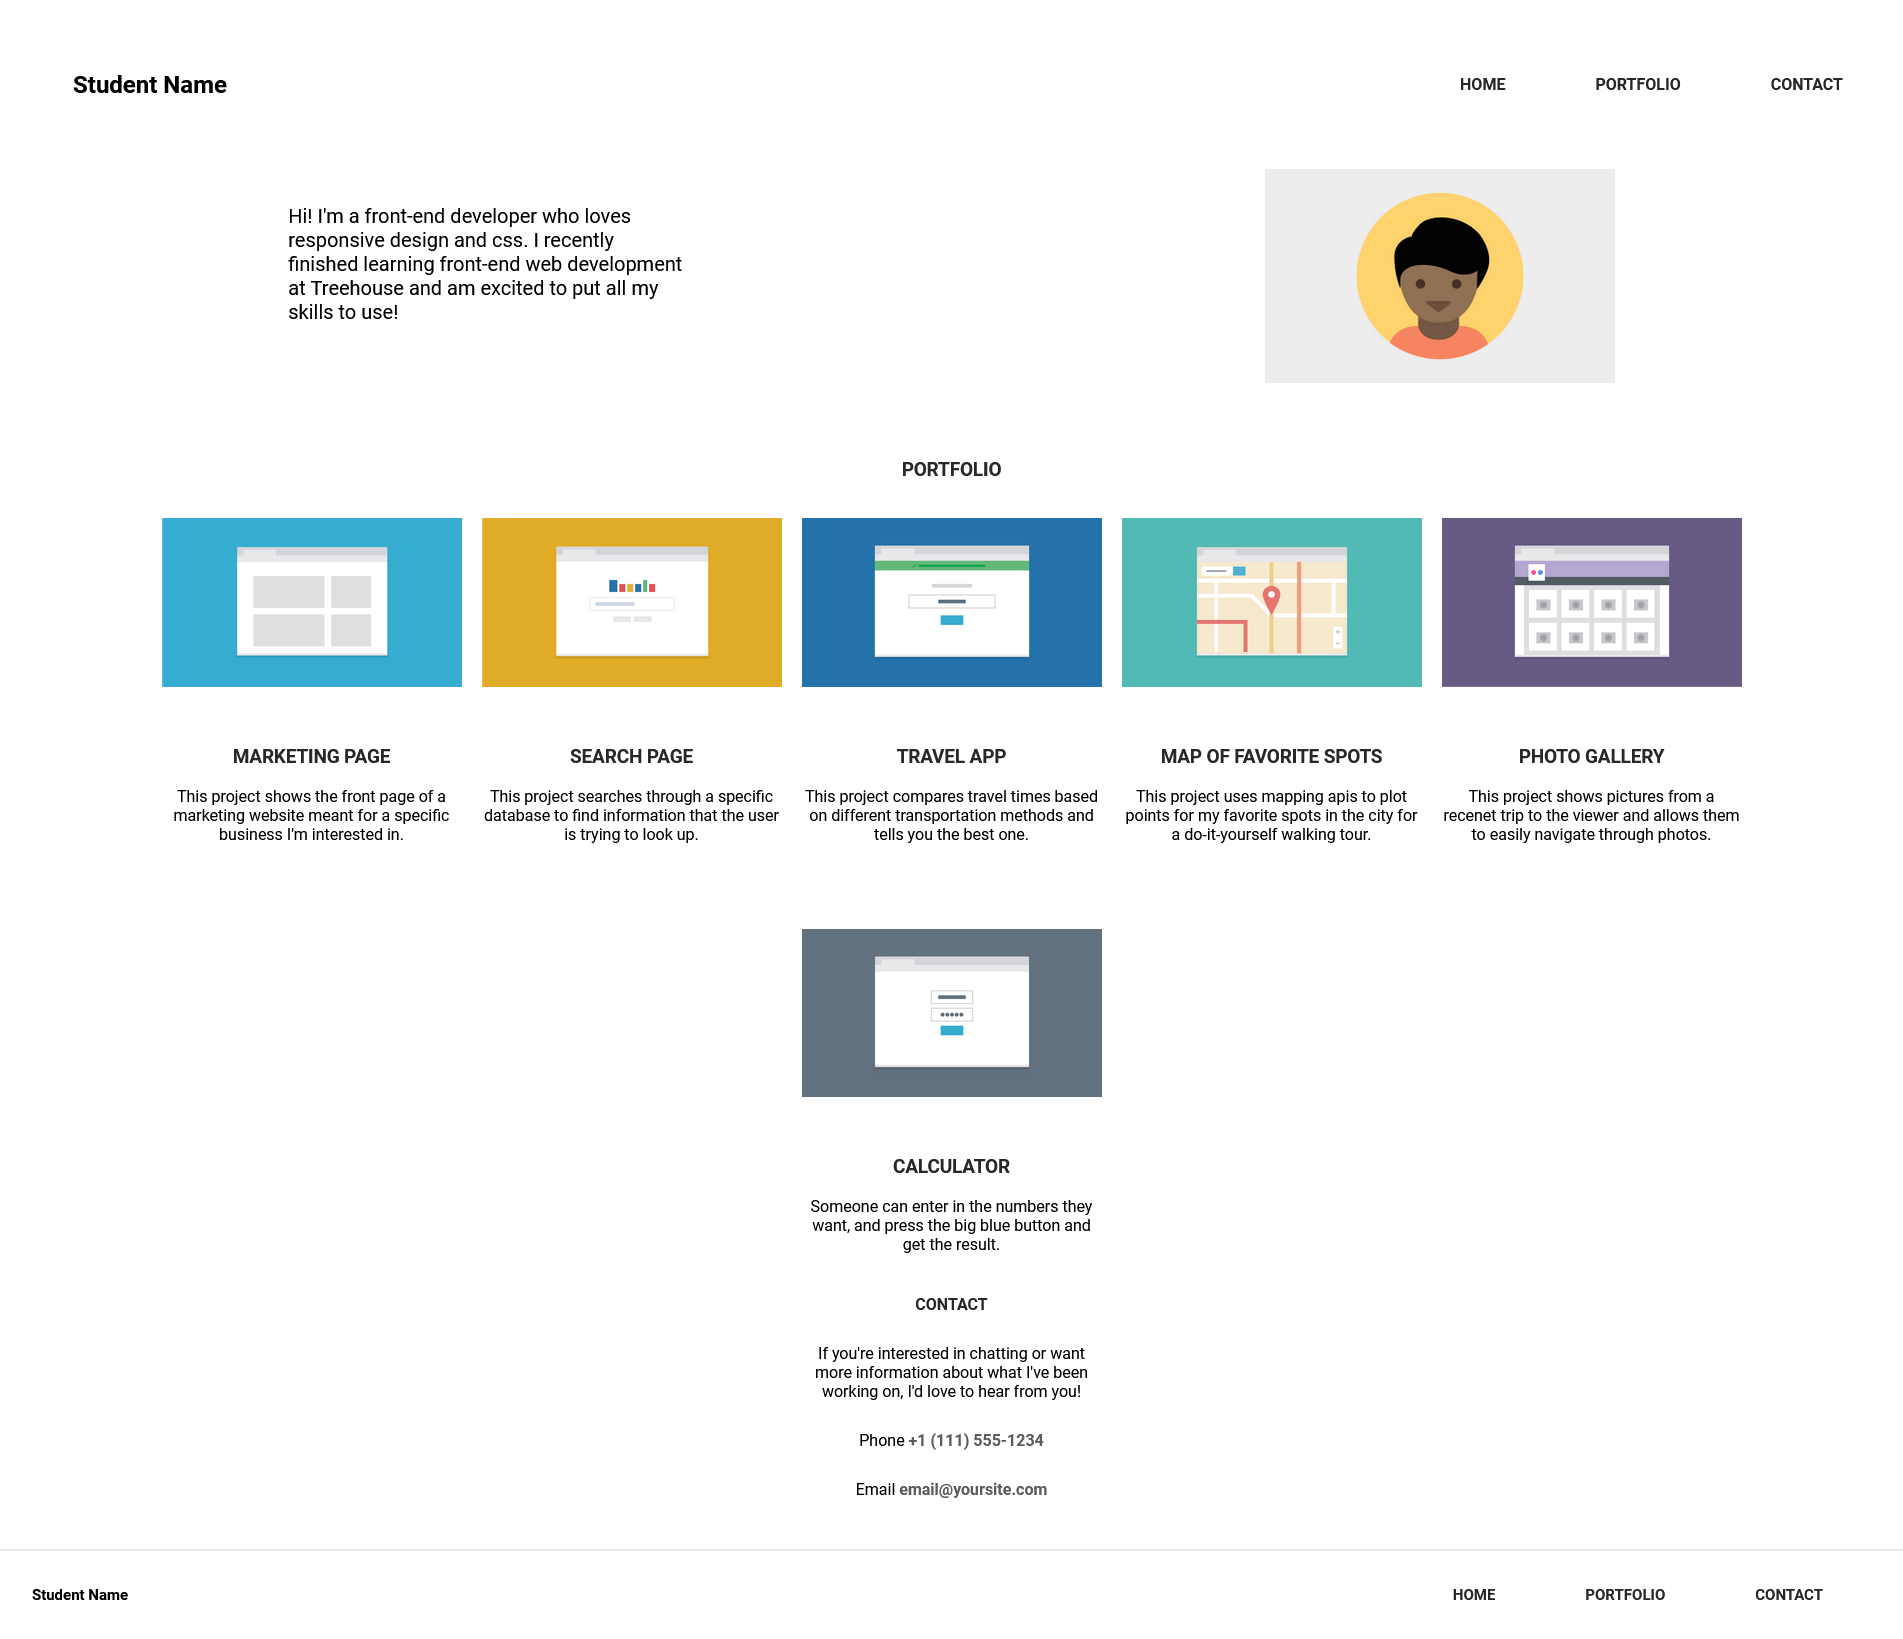 Student Name
HOME PORTFOLIO CONTACT
Hi! I'm a front-end developer who loves
responsive design and css. I recently
finished learning front-end web development
at Treehouse and am excited to put all my
skills to use!
PORTFOLIO
MARKETING PAGE
This project shows the front page of a
marketing website meant for a specific
business I'm interested in.
SEARCH PAGE
This project searches through a specific
database to find information that the user
is trying to look up.
TRAVEL APP
This project compares travel times based
on different transportation methods and
tells you the best one.
MAP OF FAVORITE SPOTS
This project uses mapping apis to plot
points for my favorite spots in the city for
a do-it-yourself walking tour.
PHOTO GALLERY
This project shows pictures from a
recenet trip to the viewer and allows them
to easily navigate through photos.
CALCULATOR
Someone can enter in the numbers they
want, and press the big blue button and
get the result.
CONTACT
If you're interested in chatting or want
more information about what I've been
working on, I'd love to hear from you!
Phone +1 (111) 555-1234
Email email@yoursite.com
Student Name
HOME PORTFOLIO CONTACT